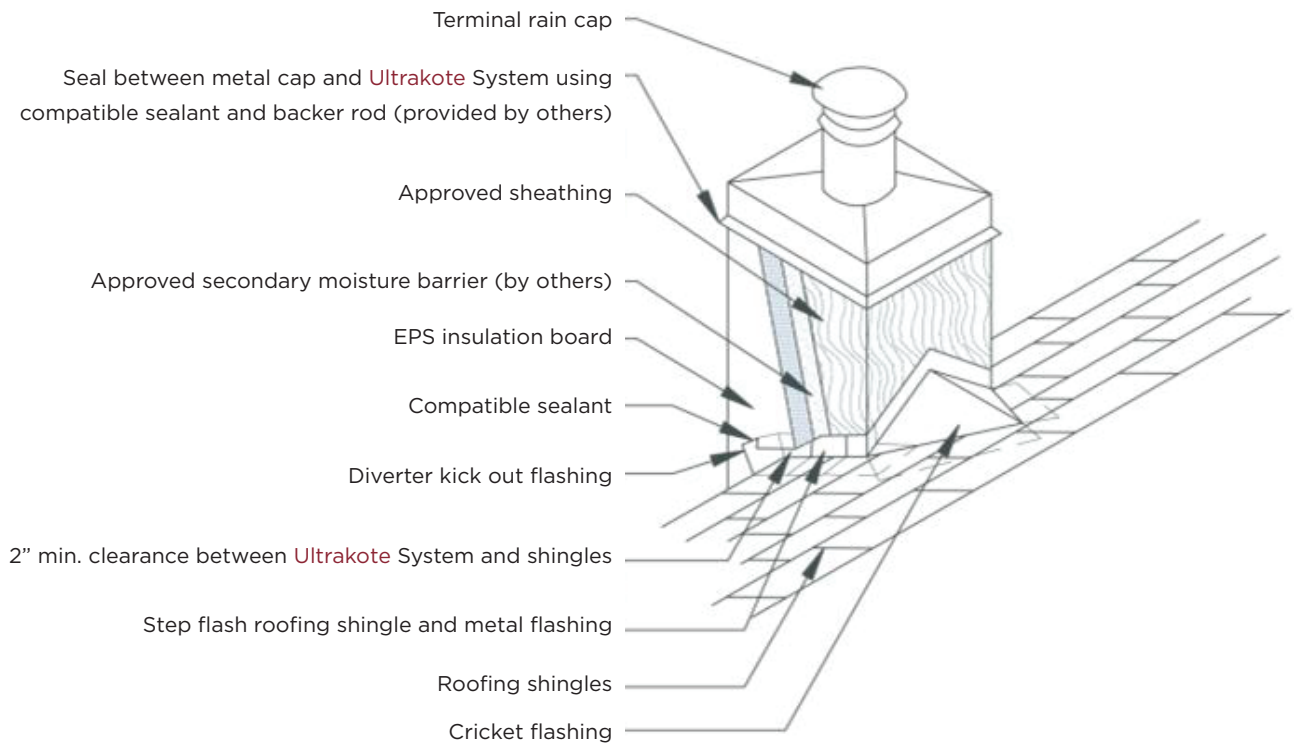 Terminal rain cap
Seal between metal cap and Ultrakote System using
compatible sealant and backer rod (provided by others)
Approved sheathing
Approved secondary moisture barrier (by others)
EPS insulation board
Compatible sealant
Diverter kick out flashing
2” min. clearance between Ultrakote System and shingles
Step flash roofing shingle and metal flashing
Roofing shingles
Cricket flashing